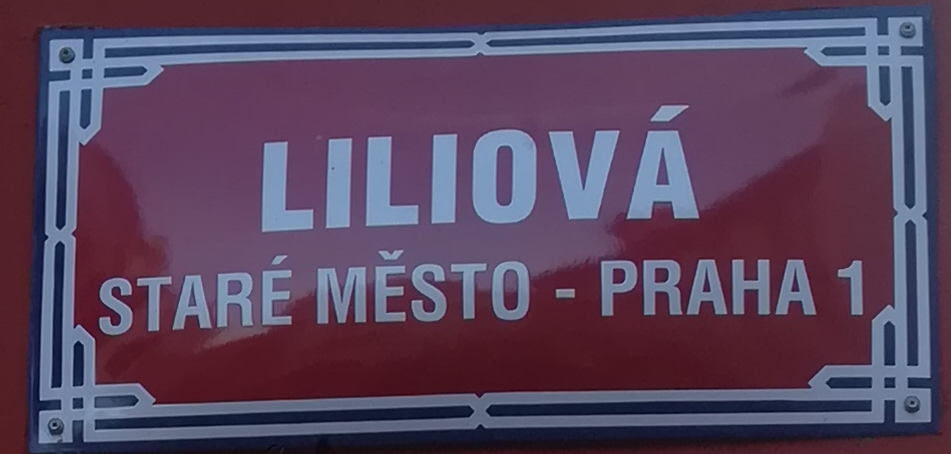 LILIOVÁ
STARÉ MĚSTO - PRAHA 1